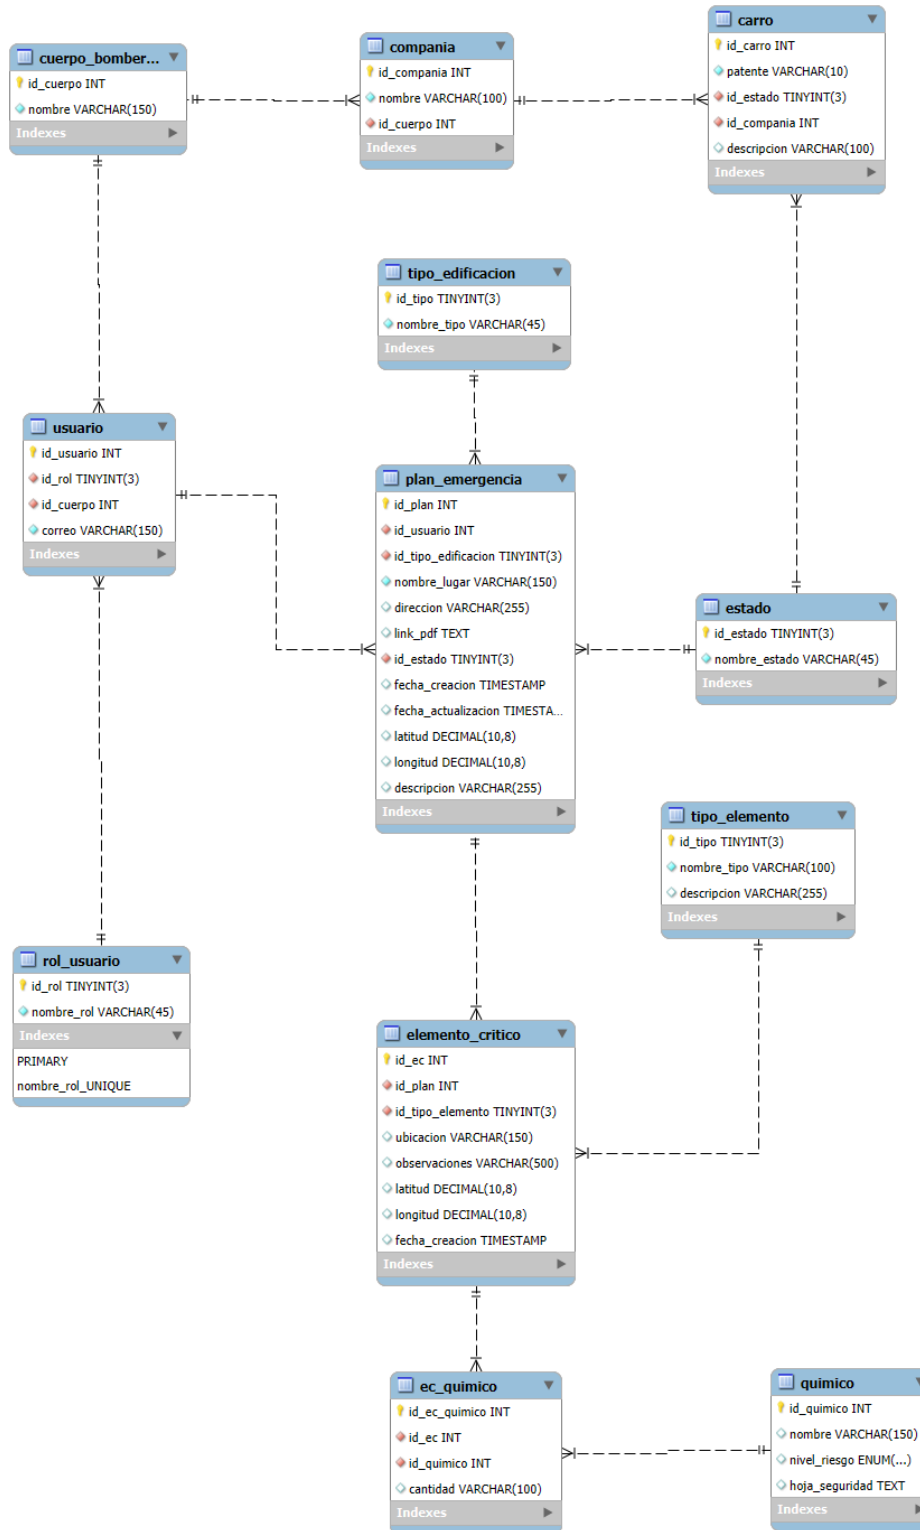 cuerpo_bomber...
id_cuerpo INT
nombre VARCHAR(150)
Indexes
compania
id_compania INT
nombre VARCHAR(100)
id_cuerpo INT
Indexes
carro
id_carro INT
patente VARCHAR(10)
id_estado TINYINT(3)
id_compania INT
descripcion VARCHAR(100)
Indexes
tipo_edificacion
id_tipo TINYINT(3)
nombre_tipo VARCHAR(45)
Indexes
usuario
id_usuario INT
id_rol TINYINT(3)
id_cuerpo INT
correo VARCHAR(150)
Indexes
plan_emergencia
id_plan INT
id_usuario INT
id_tipo_edificacion TINYINT(3)
nombre_lugar VARCHAR(150)
direccion VARCHAR(255)
link_pdf TEXT
id_estado TINYINT(3)
fecha_creacion TIMESTAMP
fecha_actualizacion TIMESTA...
latitud DECIMAL(10,8)
longitud DECIMAL(10,8)
descripcion VARCHAR(255)
Indexes
estado
id_estado TINYINT(3)
nombre_estado VARCHAR(45)
Indexes
tipo_elemento
id_tipo TINYINT(3)
nombre_tipo VARCHAR(100)
descripcion VARCHAR(255)
Indexes
rol_usuario
id_rol TINYINT(3)
nombre_rol VARCHAR(45)
Indexes
PRIMARY
nombre_rol_UNIQUE
elemento_critico
id_ec INT
id_plan INT
id_tipo_elemento TINYINT(3)
ubicacion VARCHAR(150)
observaciones VARCHAR(500)
latitud DECIMAL(10,8)
longitud DECIMAL(10,8)
fecha_creacion TIMESTAMP
Indexes
ec_quimico
id_ec_quimico INT
id_ec INT
id_quimico INT
cantidad VARCHAR(100)
Indexes
quimico
id_quimico INT
nombre VARCHAR(150)
nivel_riesgo ENUM(...)
hoja_seguridad TEXT
Indexes